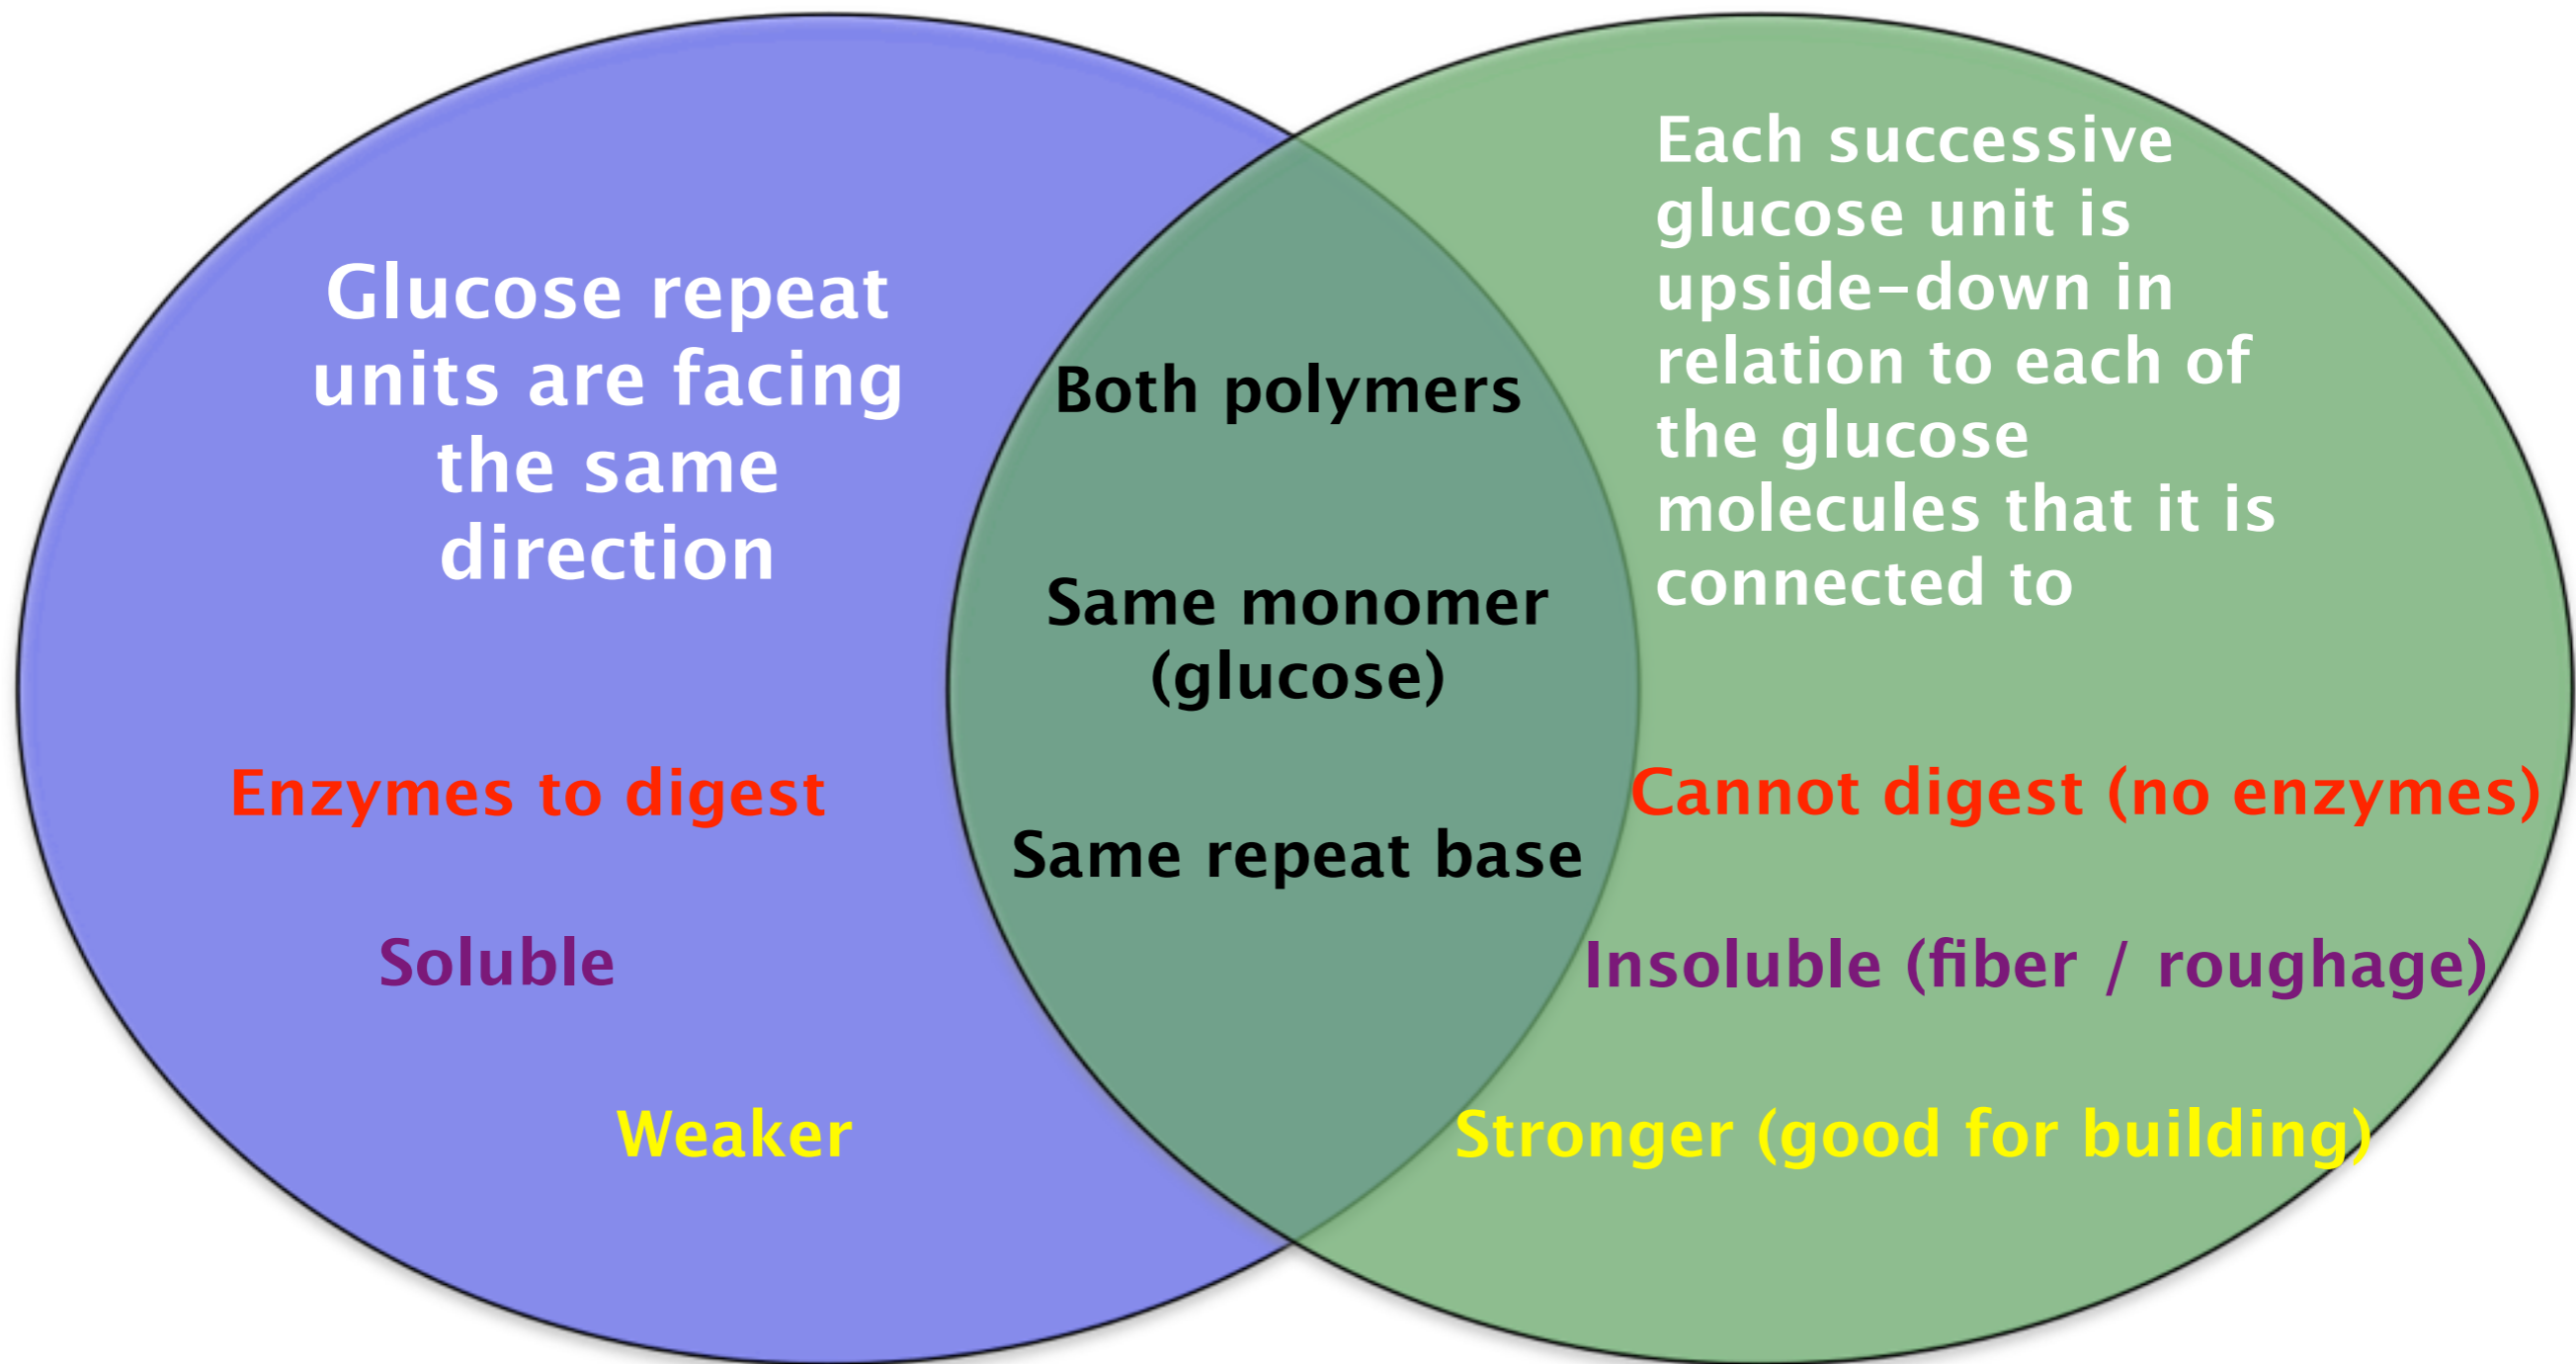 Glucose repeat
units are facing
the same
direction
Enzymes to digest
Soluble
Weaker
Both polymers
Same monomer
(glucose)
Same repeat base
Each successive
glucose unit is
upside-down in
relation to each of
the glucose
molecules that it is
connected to
Cannot digest (no enzymes)
Insoluble (fiber / roughage)
Stronger (good for building)